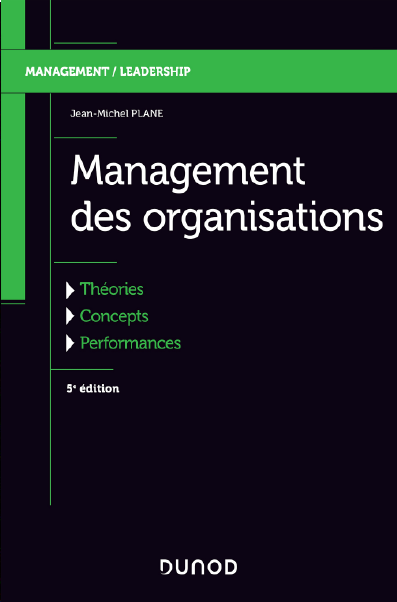 MANAGEMENT / LEADERSHIP
Jean-Michel PLANE
Management
des organisations
Théories
Concepts
Performances
5e édition
DUNOD